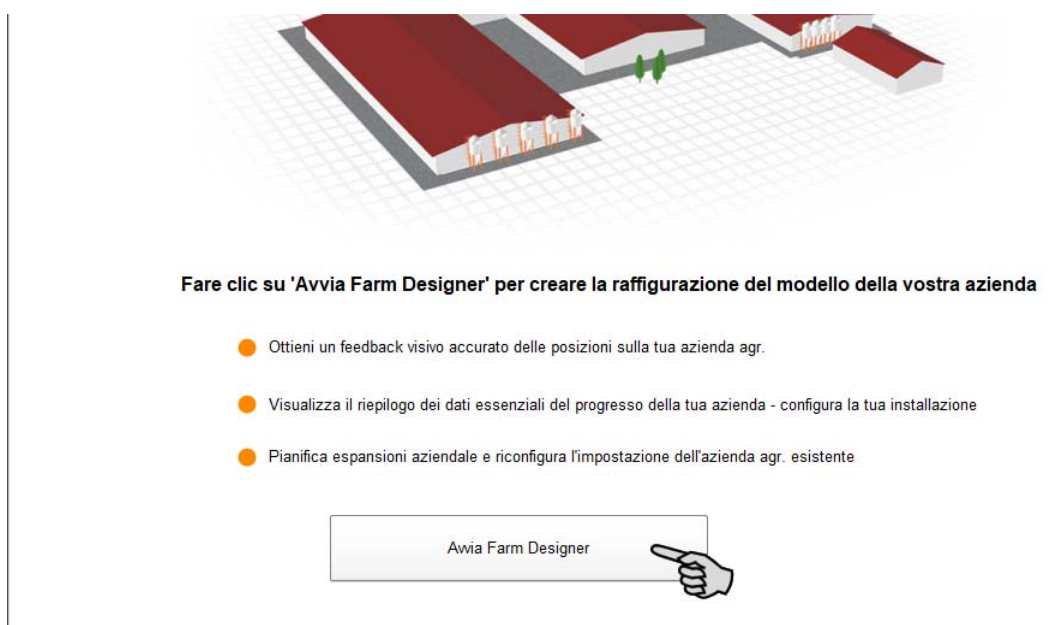 Fare clic su 'Avvia Farm Designer' per creare la raffigurazione del modello della vostra azienda
Ottieni un feedback visivo accurato delle posizioni sulla tua azienda agr.
Visualizza il riepilogo dei dati essenziali del progresso della tua azienda - configura la tua installazione
Pianifica espansioni aziendale e riconfigura l'impostazione dell'azienda agr. esistente
Avvia Farm Designer